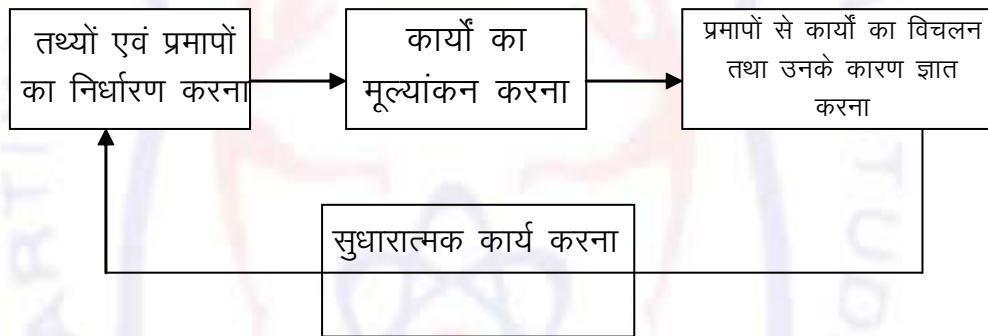 तथ्यों एवं प्रमापों
का निर्धारण करना
कार्यों का
मूल्यांकन करना
प्रमापों से कार्यों का विचलन
तथा उनके कारण ज्ञात
करना
सुधारात्मक कार्य करना